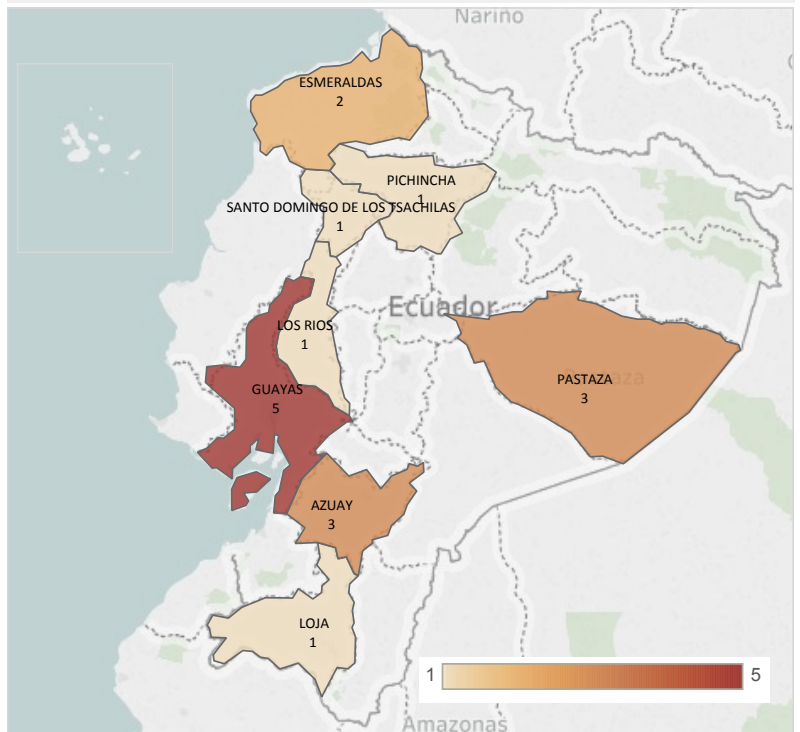 Nariño
ESMERALDAS
2
PICHINCHA
1
SANTO DOMINGO DE LOS TSACHILAS
1
Ecuador
LOS RIOS
1
PASTAZA
3
GUAYAS
5
AZUAY
3
LOJA
1
1
5
Amazonas